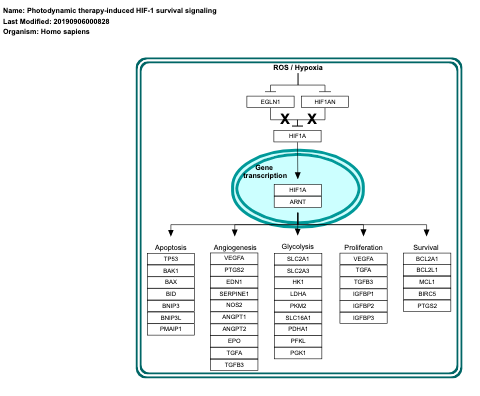 Name: Photodynamic therapy-induced HIF-1 survival signaling
Last Modified: 20190906000828
Organism: Homo sapiens
ROS / Hypoxia
EGLN1
HIF1AN
X X
HIF1A
Gene
transcription
HIF1A
ARNT
Apoptosis
TP53
BAK1
BAX
BID
BNIP3
BNIP3L
PMAIP1
Angiogenesis
VEGFA
PTGS2
EDN1
SERPINE1
NOS2
ANGPT1
ANGPT2
EPO
TGFA
TGFB3
Glycolysis
SLC2A1
SLC2A3
HK1
LDHA
PKM2
SLC16A1
PDHA1
PFKL
PGK1
Proliferation
VEGFA
TGFA
TGFB3
IGFBP1
IGFBP2
IGFBP3
Survival
BCL2A1
BCL2L1
MCL1
BIRC5
PTGS2